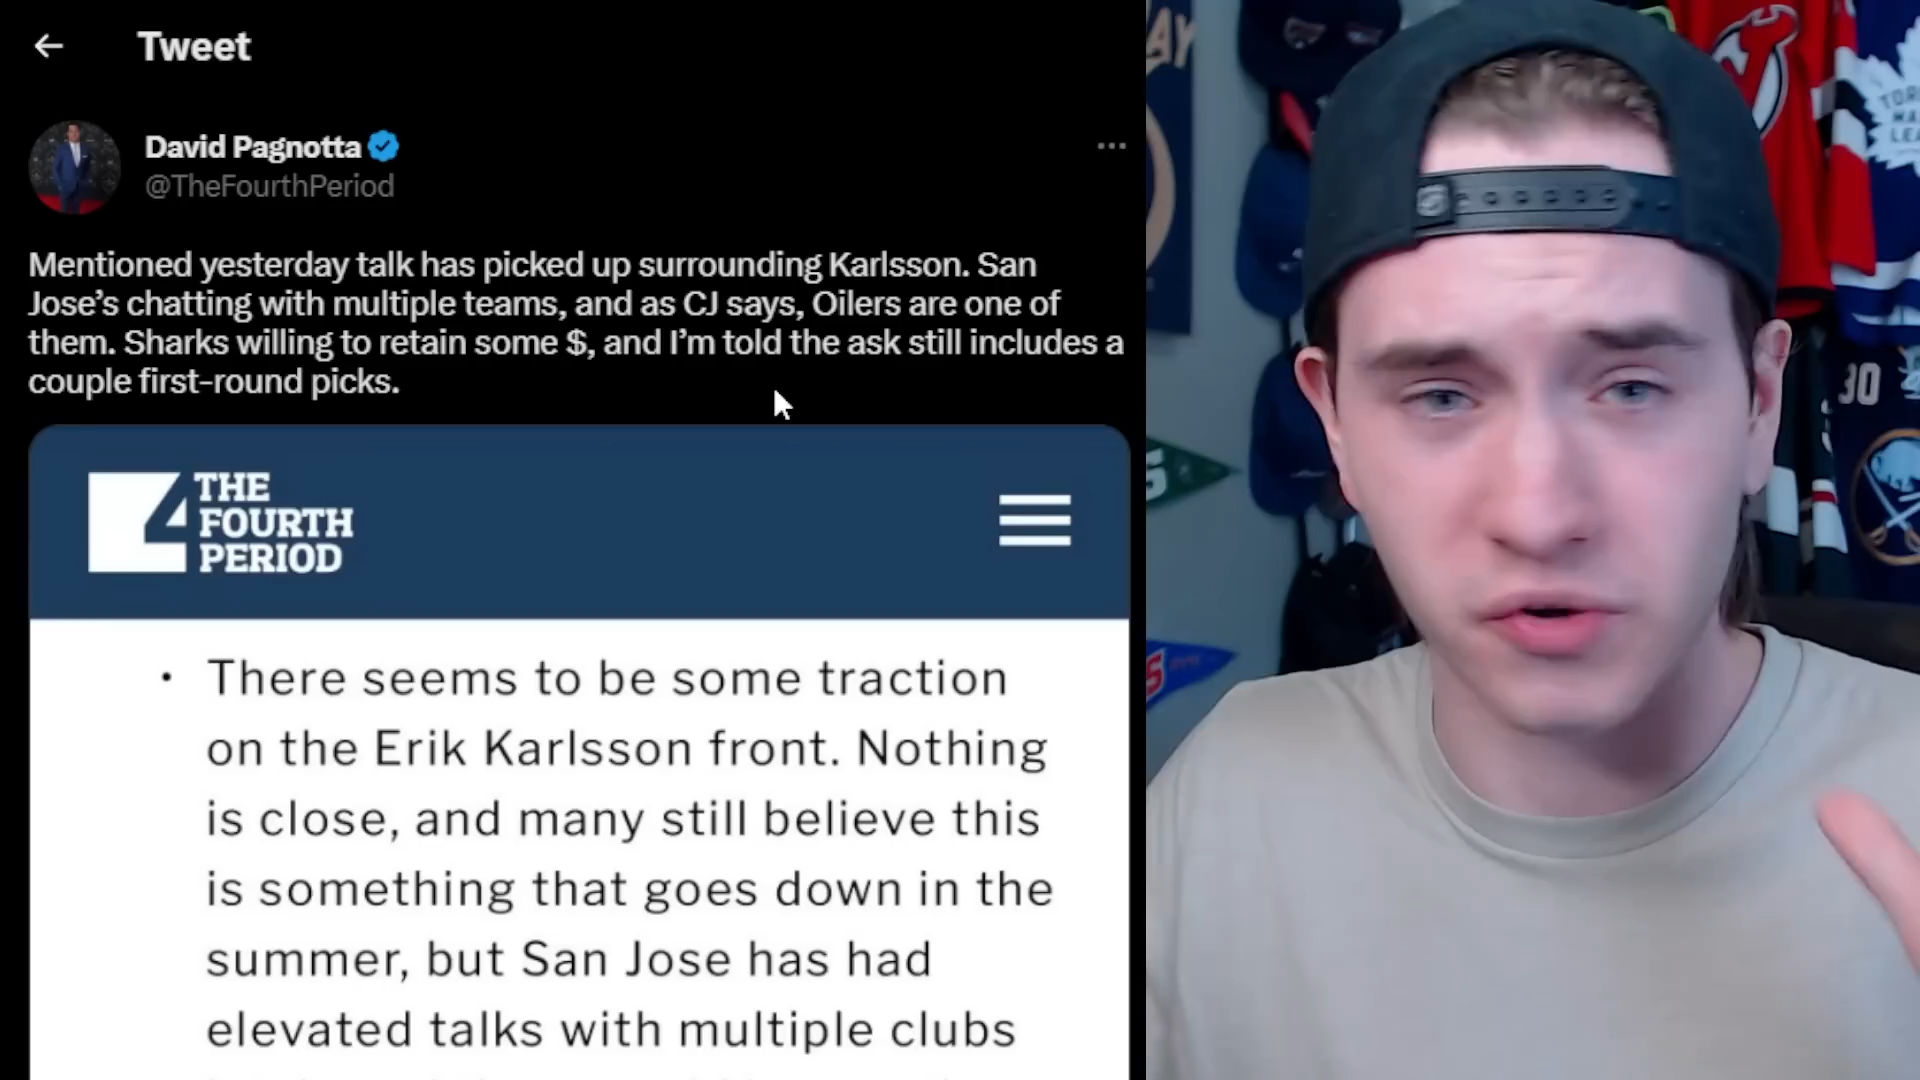 Tweet
David Pagnotta
@TheFourthPeriod
Mentioned yesterday talk has picked up surrounding Karlsson. San
Jose’s chatting with multiple teams, and as CJ says, Oilers are one of
them. Sharks willing to retain some $, and I’m told the ask still includes a
couple first-round picks.
THE
FOURTH
PERIOD
• There seems to be some traction
on the Erik Karlsson front. Nothing
is close, and many still believe this
is something that goes down in the
summer, but San Jose has had
elevated talks with multiple clubs
AY
TOR
MA
LEA
30
S
S